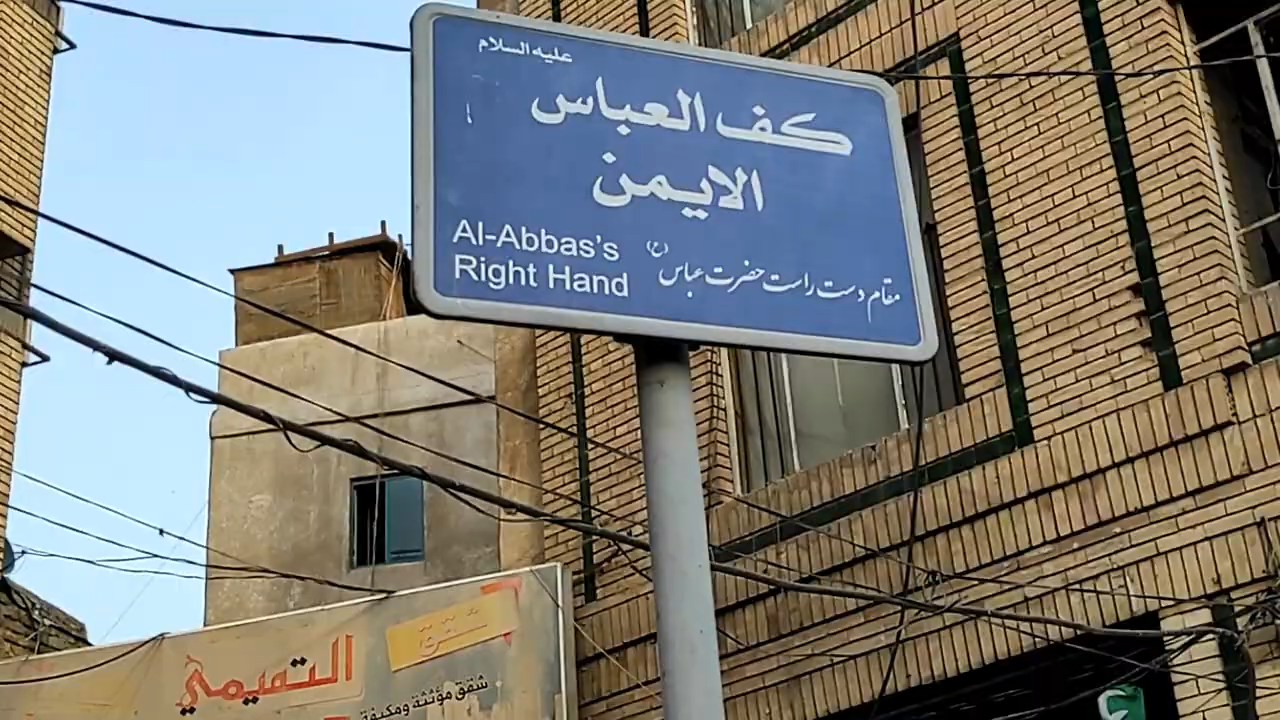 عليه السلام
كف العباس
الايمن
Al-Abbas's
Right Hand
مقام دست راست حضرت عباس (ع)
شقق
التميمي
شقق مؤثثة ومكيفة